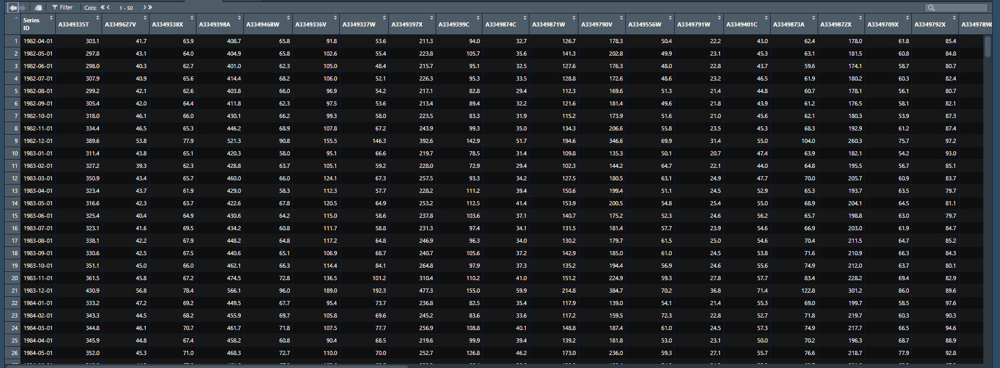 Filter Cols: 1 - 50
Series ID A3349335T A3349627V A3349338X A3349398A A3349468W A3349336V A3349337W A3349397X A3349399C A3349874C A3349871W A3349790V A3349556W A3349791W A3349401C A3349873A A3349872X A3349709X A3349792X A3349789K
1 1982-04-01 303.1 41.7 63.9 408.7 65.8 91.8 53.6 211.3 94.0 32.7 126.7 178.3 50.4 22.2 43.0 62.4 178.0 61.8 85.4
2 1982-05-01 297.8 43.1 64.0 404.9 65.8 102.6 55.4 223.8 105.7 35.6 141.3 202.8 49.9 23.1 45.3 63.1 181.5 60.8 84.8
3 1982-06-01 298.0 40.3 62.7 401.0 62.3 105.0 48.4 215.7 95.1 32.5 127.6 176.3 48.0 22.8 43.7 59.6 174.1 58.7 80.7
4 1982-07-01 307.9 40.9 65.6 414.4 68.2 106.0 52.1 226.3 95.3 33.5 128.8 172.6 48.6 23.2 46.5 61.9 180.2 60.3 82.4
5 1982-08-01 299.2 42.1 62.6 403.8 66.0 96.9 54.2 217.1 82.8 29.4 112.3 169.6 51.3 21.4 44.8 60.7 178.1 56.1 80.7
6 1982-09-01 305.4 42.0 64.4 411.8 62.3 97.5 53.6 213.4 89.4 32.2 121.6 181.4 49.6 21.8 43.9 61.2 176.5 58.1 82.1
7 1982-10-01 318.0 46.1 66.0 430.1 66.2 99.3 58.0 223.5 83.3 31.9 115.2 173.9 51.6 21.0 45.6 62.1 180.3 53.9 87.3
8 1982-11-01 334.4 46.5 65.3 446.2 68.9 107.8 67.2 243.9 99.3 35.0 134.3 206.6 55.8 23.5 45.3 68.3 192.9 61.2 87.4
9 1982-12-01 389.6 53.8 77.9 521.3 90.8 155.5 146.3 392.6 142.9 51.7 194.6 346.6 69.9 31.4 55.0 104.0 260.3 75.7 97.2
10 1983-01-01 311.4 43.8 65.1 420.3 58.0 95.1 66.6 219.7 78.5 31.4 109.8 135.3 50.1 20.7 47.4 63.9 182.1 54.2 93.0
11 1983-02-01 327.2 39.3 62.3 428.8 63.7 105.1 59.2 228.0 72.9 29.4 102.3 144.2 64.7 22.1 44.0 64.8 195.5 56.7 85.1
12 1983-03-01 350.9 43.4 65.7 460.0 66.0 124.1 67.3 257.5 93.3 34.2 127.5 180.5 63.1 24.9 47.7 70.0 205.7 60.9 83.7
13 1983-04-01 323.4 43.7 61.9 429.0 58.3 112.3 57.7 228.2 111.2 39.4 150.6 199.4 51.1 24.5 52.9 65.3 193.7 63.5 79.7
14 1983-05-01 316.6 42.3 63.7 422.6 67.8 120.5 64.9 253.2 112.5 41.4 153.9 200.5 54.8 25.4 55.0 68.9 204.1 64.5 81.1
15 1983-06-01 325.4 40.4 64.9 430.6 64.2 115.0 58.6 237.8 103.6 37.1 140.7 175.2 52.3 24.6 56.2 65.7 198.8 63.0 79.7
16 1983-07-01 323.1 41.6 69.5 434.2 60.8 111.7 58.8 231.3 97.4 34.1 131.5 181.4 57.7 23.9 54.6 66.9 203.0 61.9 84.7
17 1983-08-01 338.1 42.2 67.9 448.2 64.8 117.2 64.8 246.9 96.3 34.0 130.2 179.7 61.5 25.0 54.6 70.4 211.5 64.7 85.2
18 1983-09-01 330.6 42.5 67.5 440.6 65.1 106.9 68.7 240.7 105.6 37.2 142.9 185.0 61.0 24.5 53.8 71.6 210.9 66.3 84.3
19 1983-10-01 351.1 45.0 66.0 462.1 66.3 114.4 84.1 264.8 97.9 37.3 135.2 194.4 56.9 24.6 55.6 74.9 212.0 63.7 80.1
20 1983-11-01 361.5 45.8 67.2 474.5 72.8 136.5 101.2 310.4 110.2 41.0 151.2 224.9 59.3 27.8 57.7 83.4 228.2 69.4 82.9
21 1983-12-01 430.9 56.8 78.4 566.1 96.0 189.0 192.3 477.3 155.0 59.9 214.8 384.7 70.2 36.8 71.4 122.8 301.2 86.0 89.6
22 1984-01-01 333.2 47.2 69.2 449.5 67.7 95.4 73.7 236.8 82.5 35.4 117.9 139.0 54.1 21.4 55.3 69.0 199.7 58.5 97.6
23 1984-02-01 343.3 44.5 68.2 455.9 69.7 105.8 69.6 245.2 83.6 33.6 117.2 159.5 72.3 22.8 52.7 71.8 219.7 60.3 90.3
24 1984-03-01 344.8 46.1 70.7 461.7 71.8 107.5 77.7 256.9 108.8 40.1 148.8 187.4 61.0 24.5 57.3 74.9 217.7 66.5 94.6
25 1984-04-01 345.9 44.8 67.4 458.2 60.8 90.4 68.5 219.6 99.9 39.4 139.2 181.8 53.0 23.1 50.0 70.2 196.3 68.7 88.9
26 1984-05-01 352.0 45.3 71.0 468.3 72.7 110.0 70.0 252.7 126.8 46.2 173.0 236.0 59.3 27.1 55.7 76.6 218.7 77.9 92.8